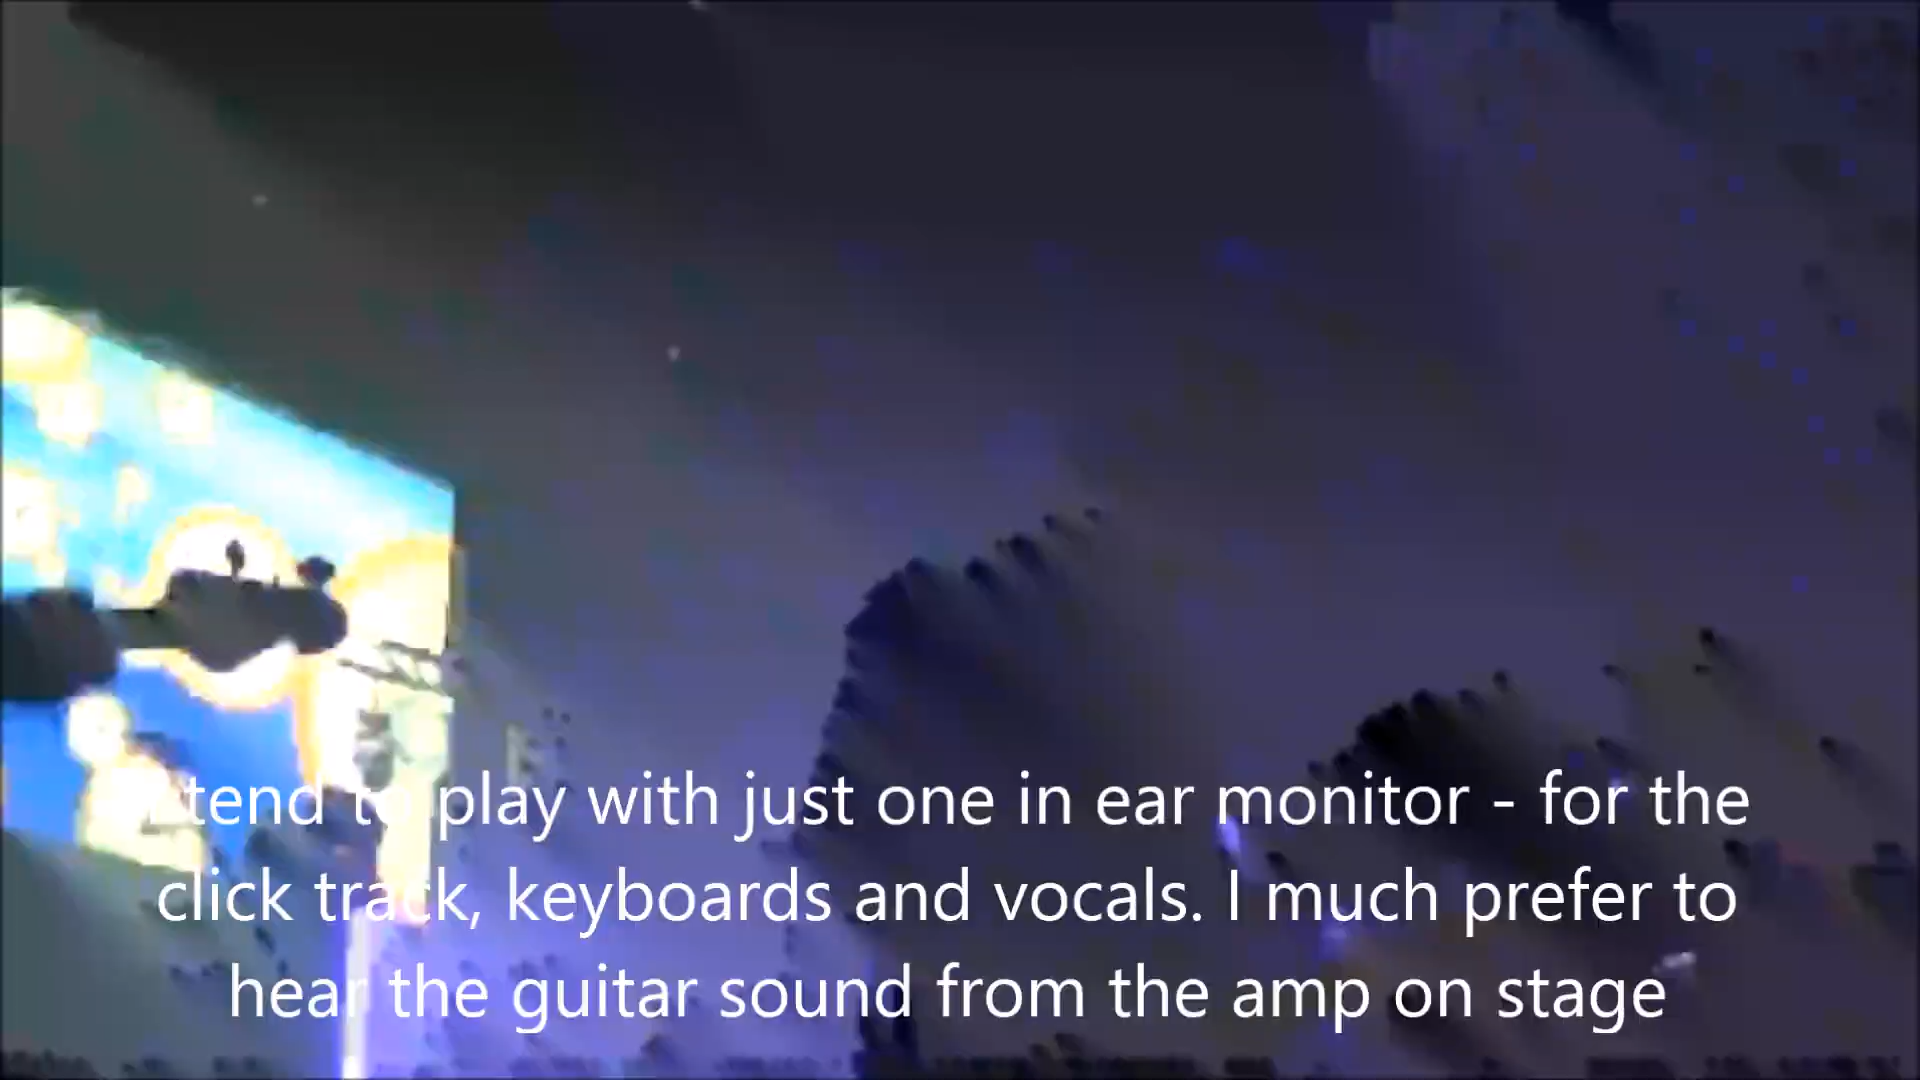 I tend to play with just one in ear monitor - for the
click track, keyboards and vocals. I much prefer to
hear the guitar sound from the amp on stage